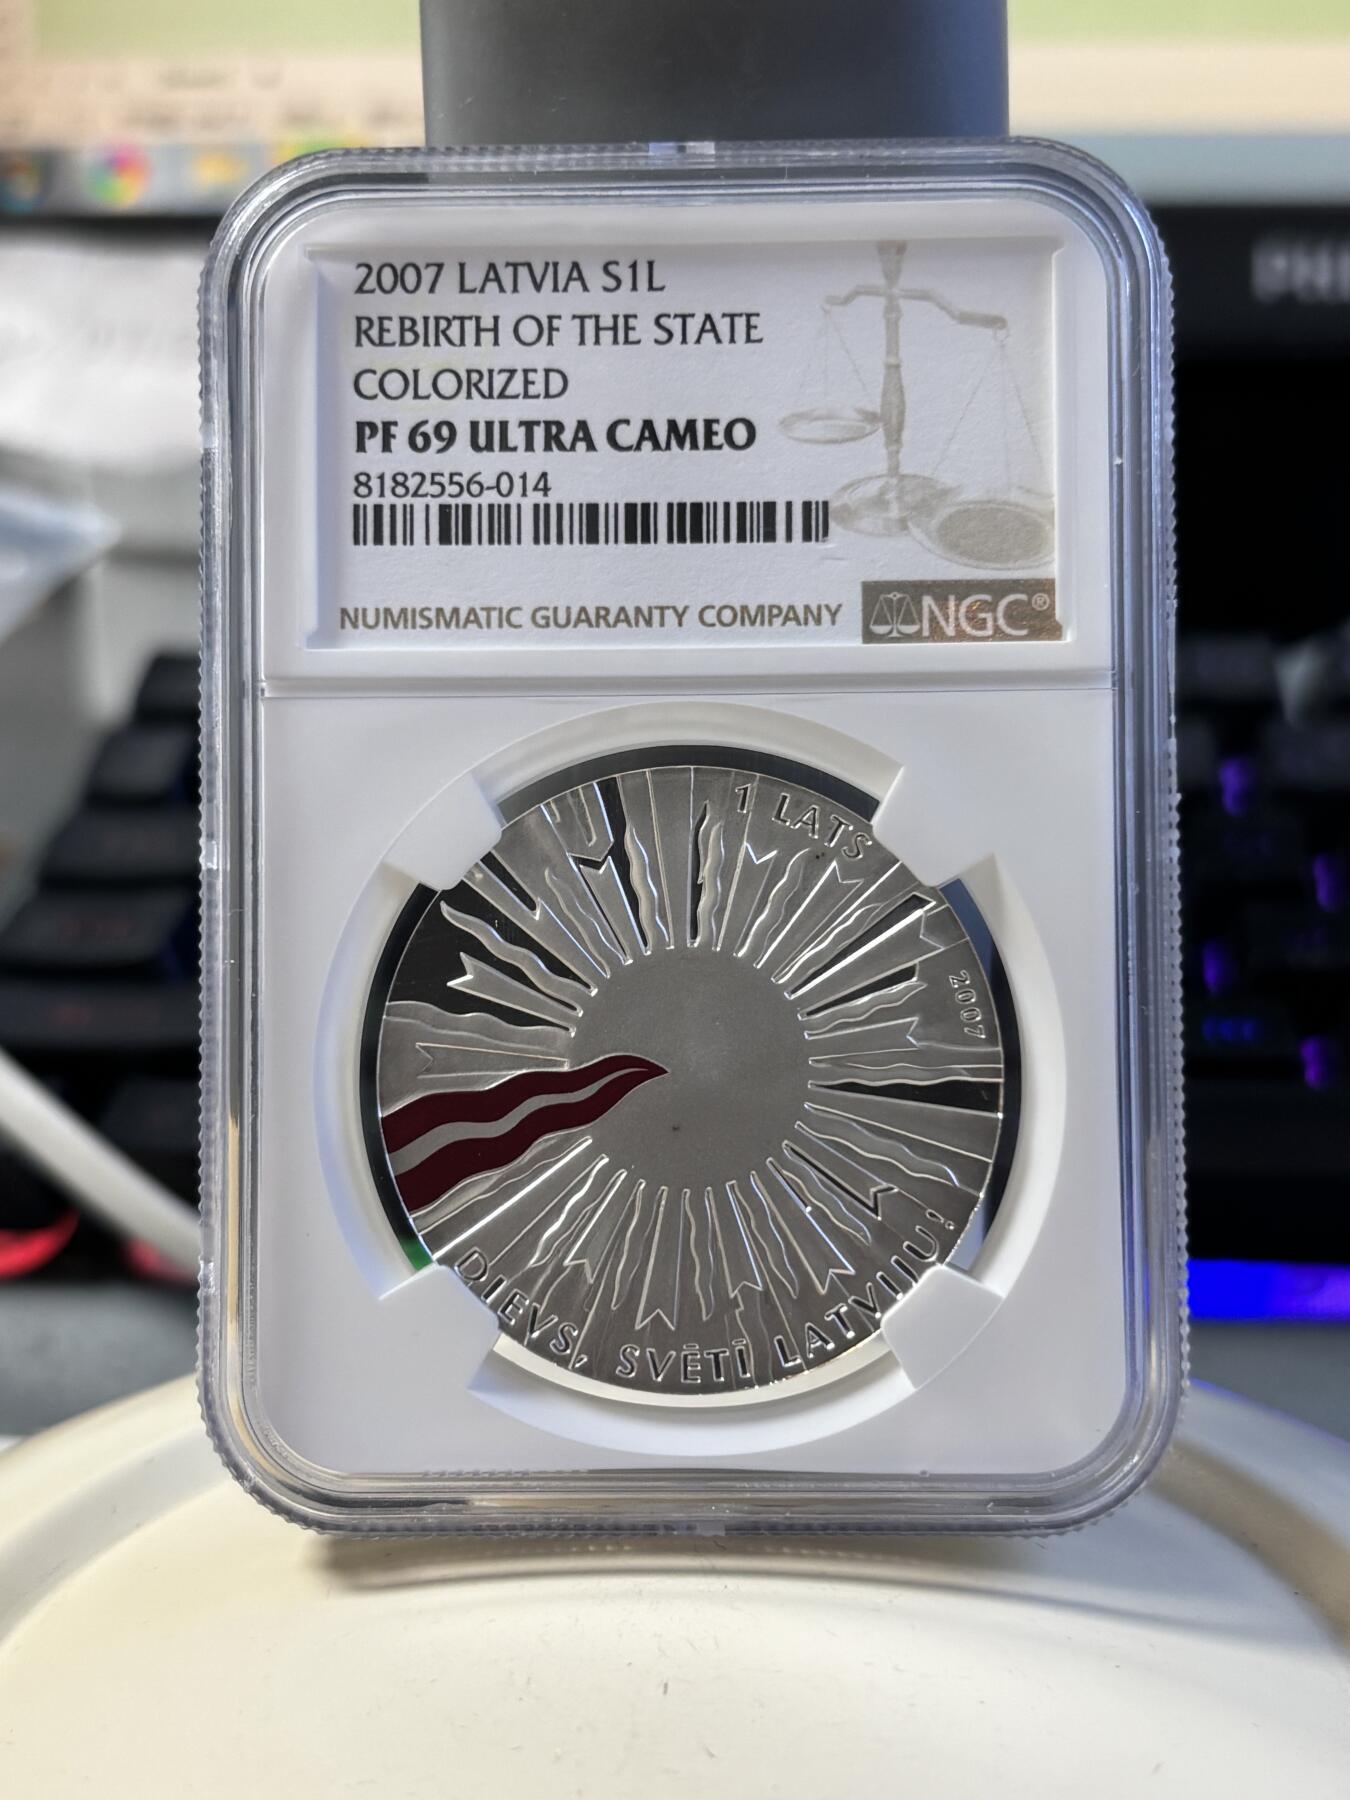 2007 LATVIA S1L
REBIRTH OF THE STATE
COLORIZED
PF 69 ULTRA CAMEO
8182556-014
NUMISMATIC GUARANTY COMPANY
NGC®
1 LATS
2007
DIEVS, SVĒTĪ LATVIJU!